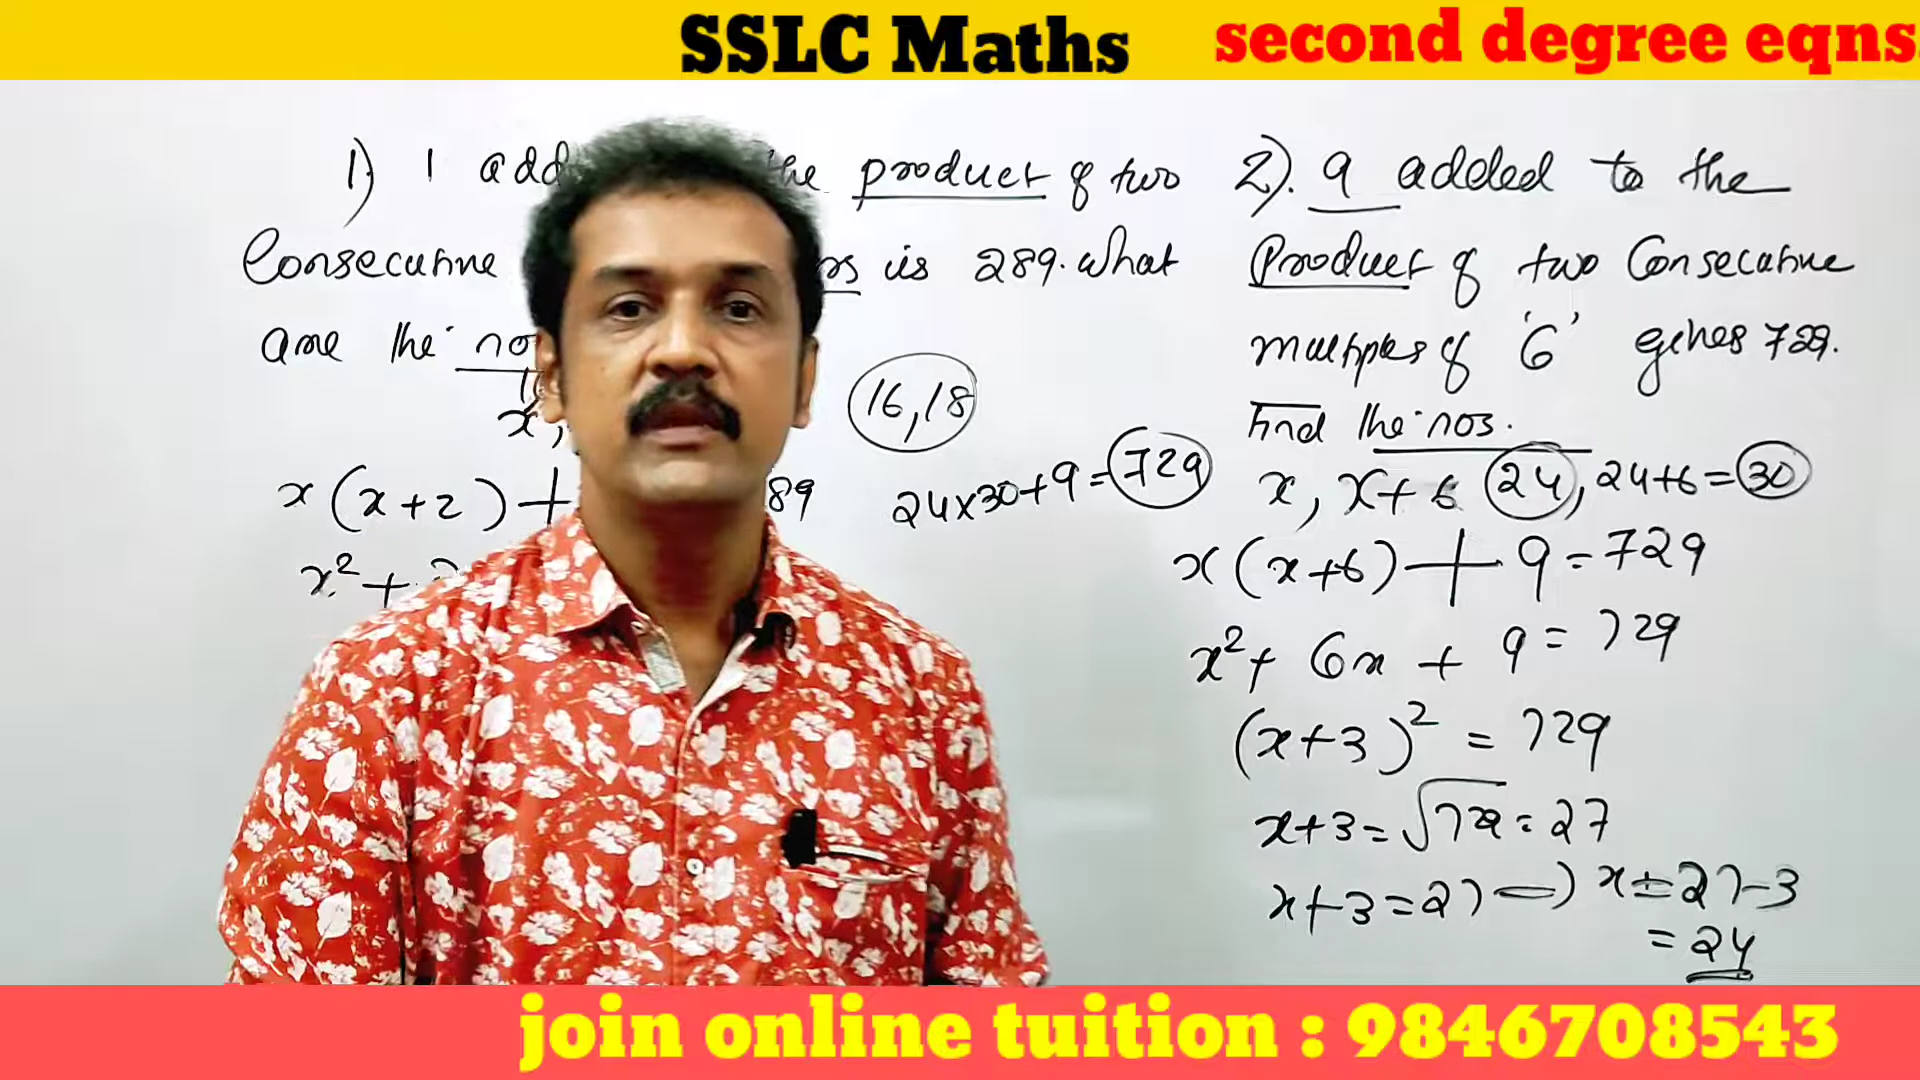 SSLC Maths second degree eqns
1) 1 add the product of two
Consecutive is 289. what
are the no
16, 18
x,
x(x+2)+ 89
x²+
24x30+9=729
2). 9 added to the
Product of two Consecutive
multiples of '6' gives 729.
Find the nos.
x, x+6 24, 24+6=30
x(x+6)+9=729
x²+ 6x + 9=729
(x+3)² = 729
x+3=√729=27
x+3=27 ⇒ x=27-3
=24
join online tuition : 9846708543